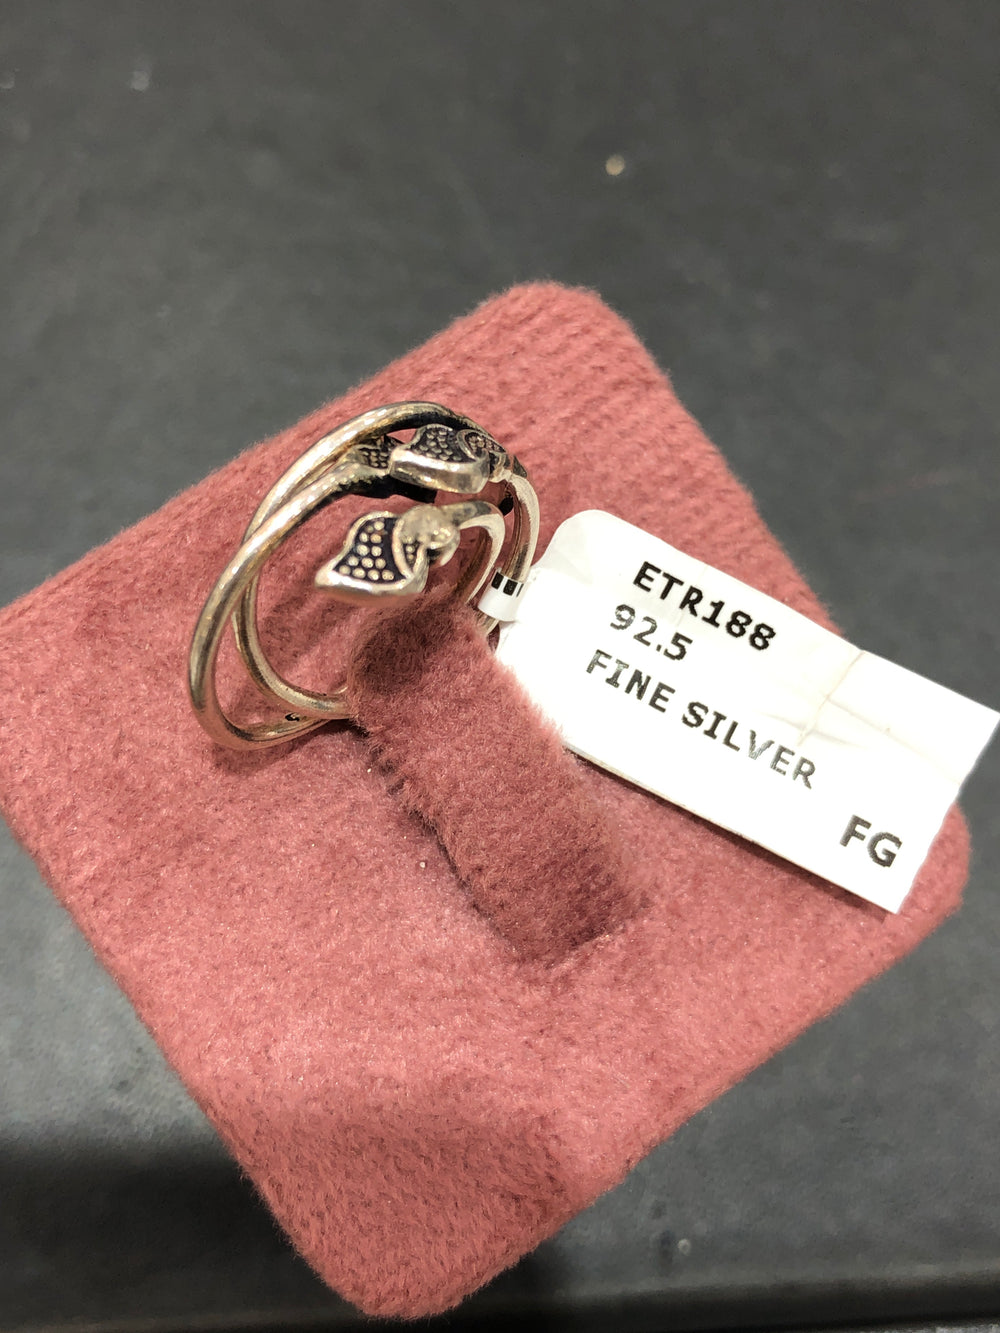 ETR188
92.5
FINE SILVER
FG